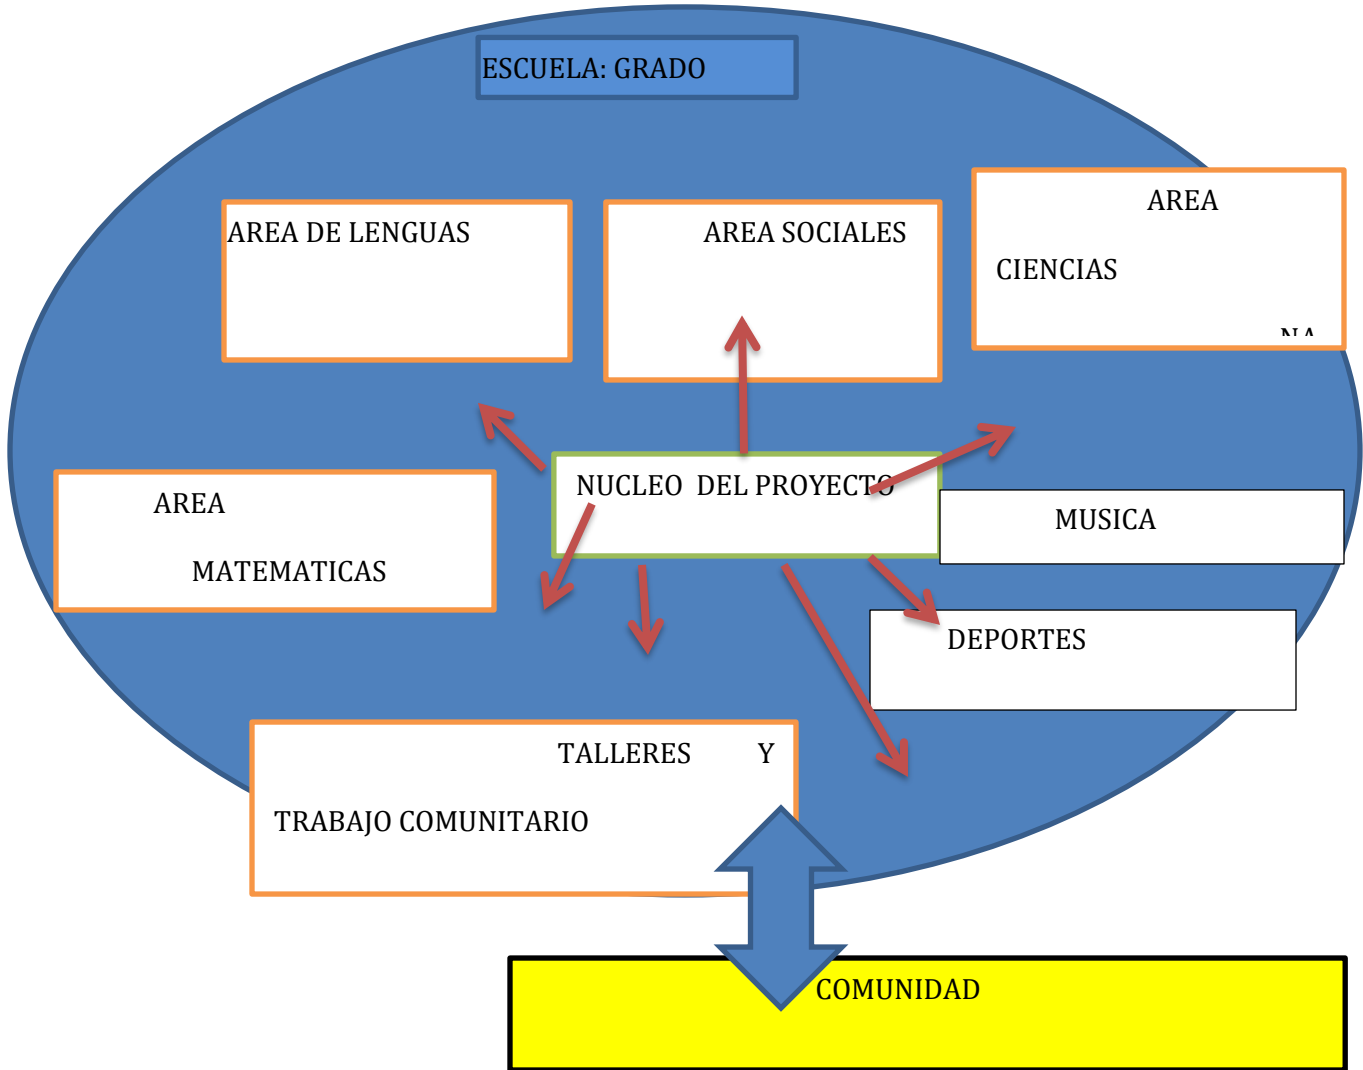 ESCUELA: GRADO
AREA DE LENGUAS
AREA SOCIALES
AREA
CIENCIAS
NUCLEO DEL PROYECTO
AREA
MATEMATICAS
MUSICA
DEPORTES
TALLERES Y
TRABAJO COMUNITARIO
COMUNIDAD